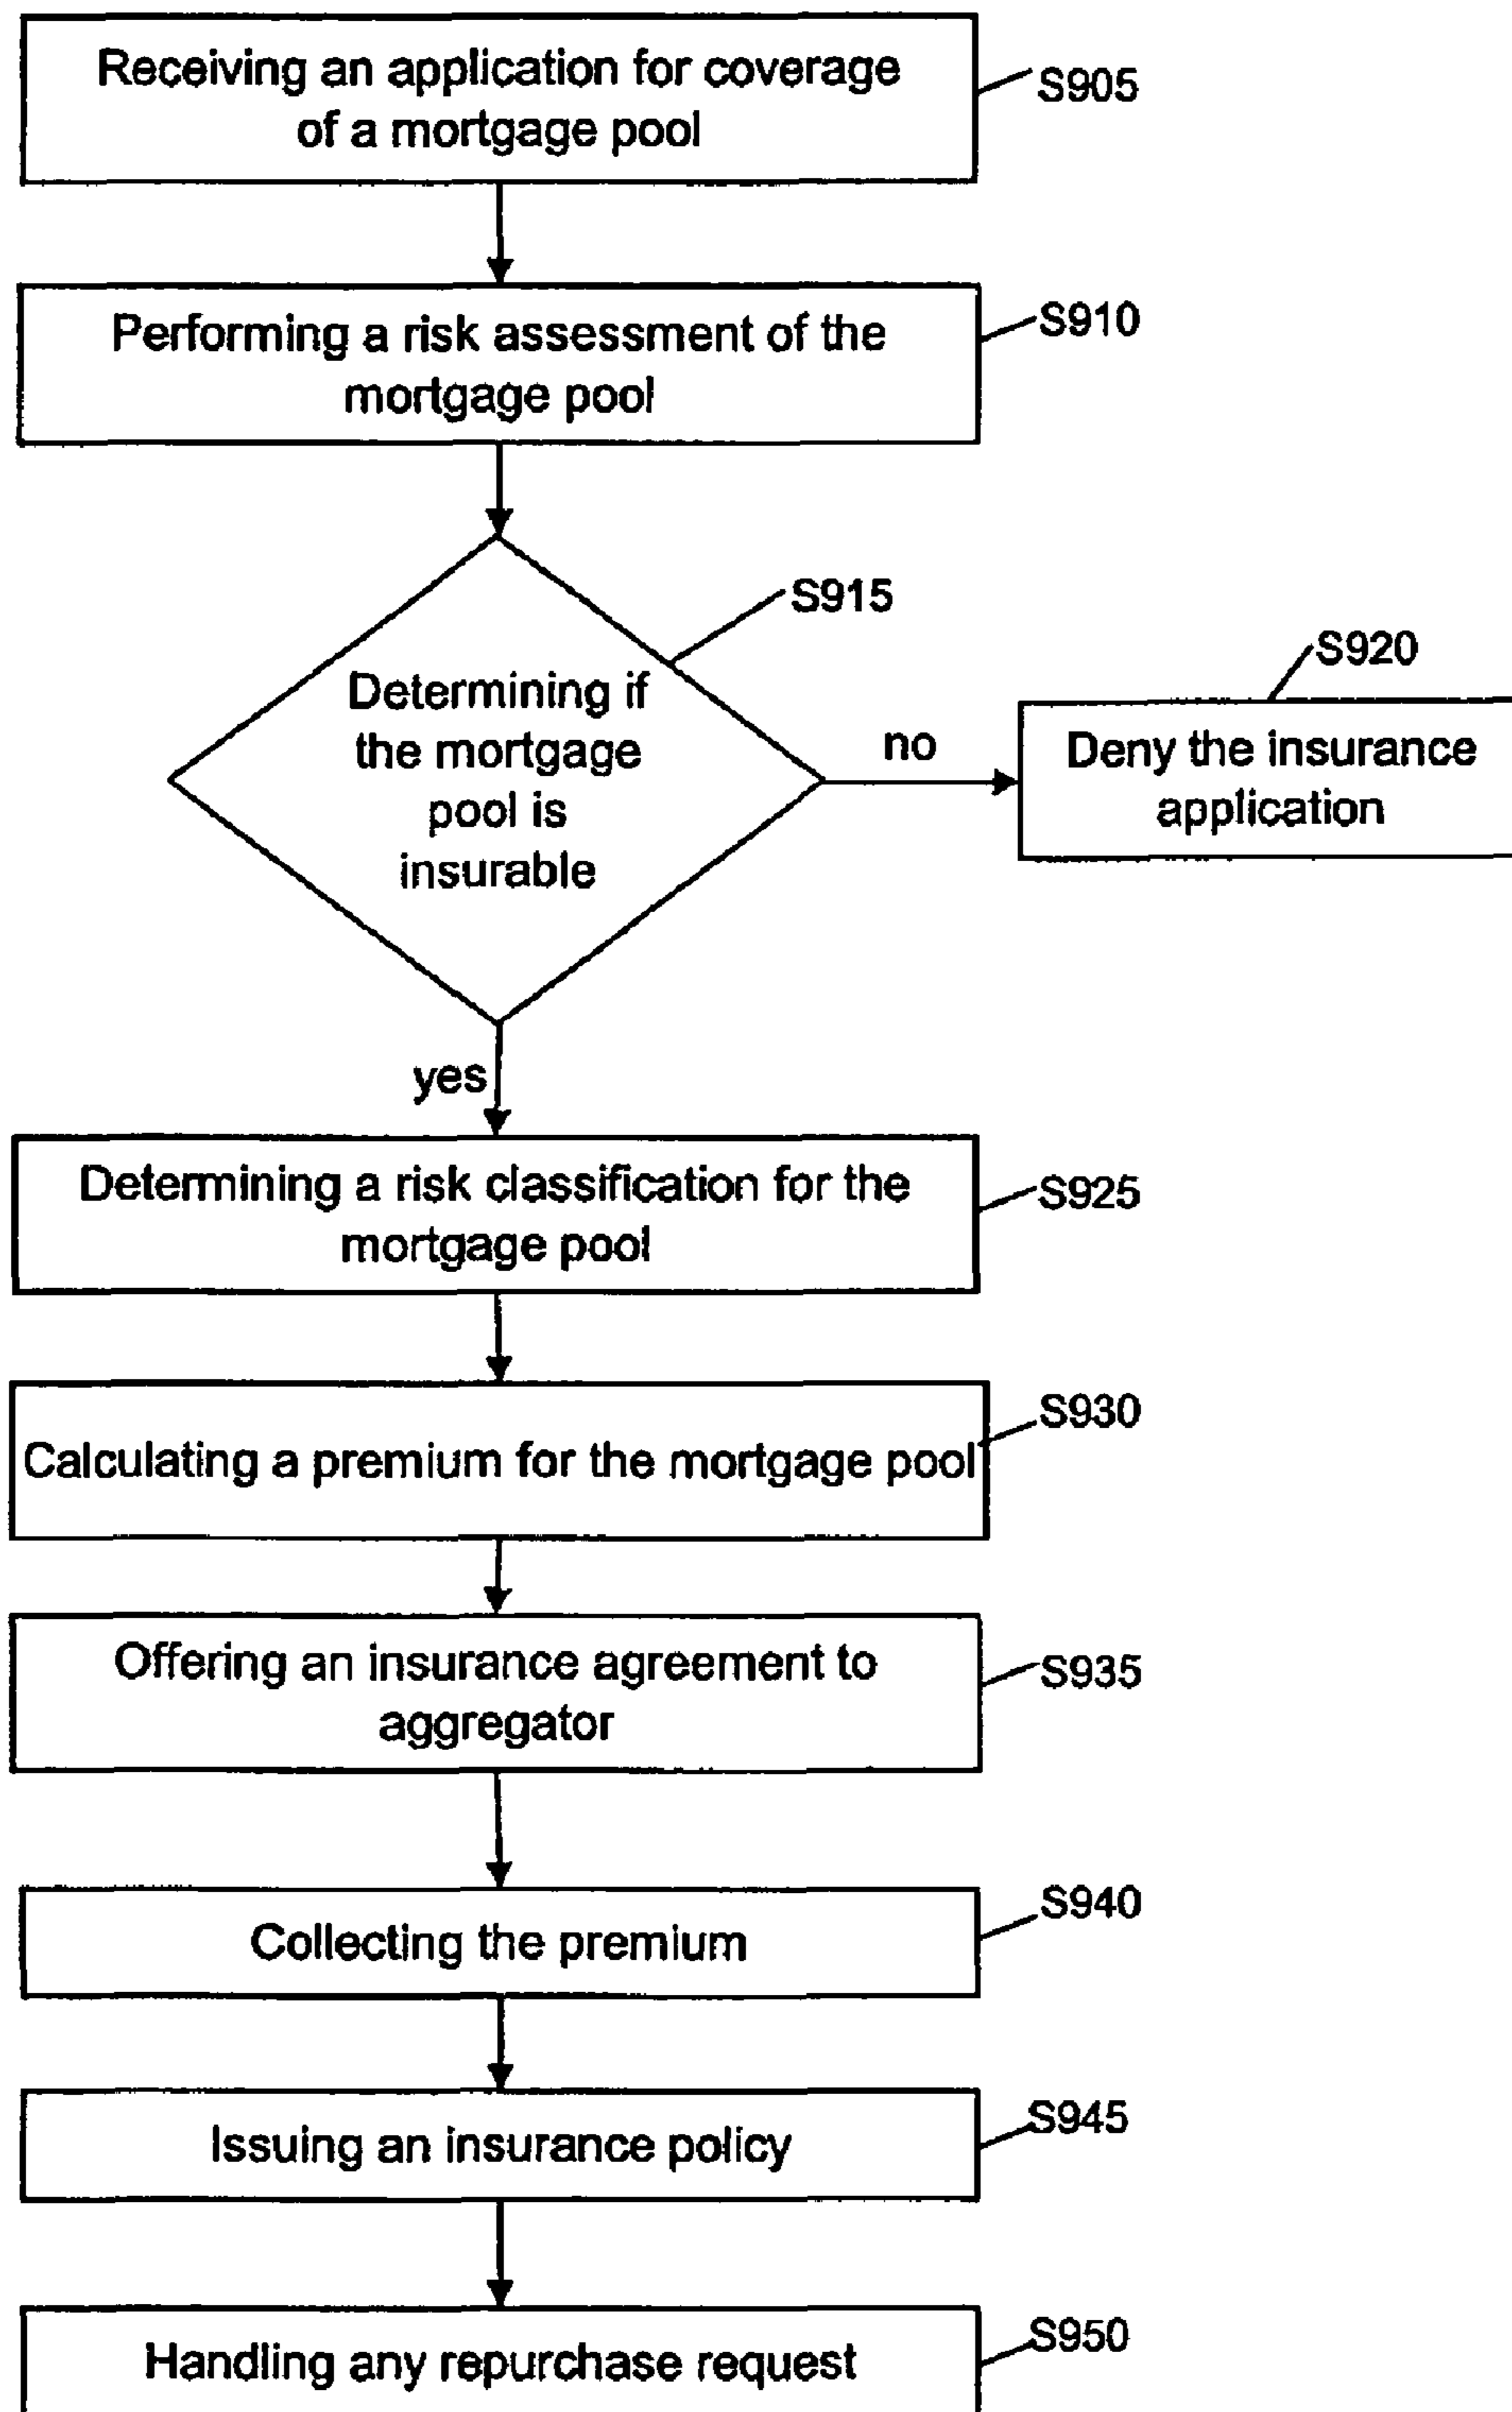 Receiving an application for coverage
of a mortgage pool
S905
Performing a risk assessment of the
mortgage pool
S910
Determining if
the mortgage
pool is
insurable
S915
no
S920
Deny the insurance
application
yes
Determining a risk classification for the
mortgage pool
S925
Calculating a premium for the mortgage pool
S930
Offering an insurance agreement to
aggregator
S935
Collecting the premium
S940
Issuing an insurance policy
S945
Handling any repurchase request
S950